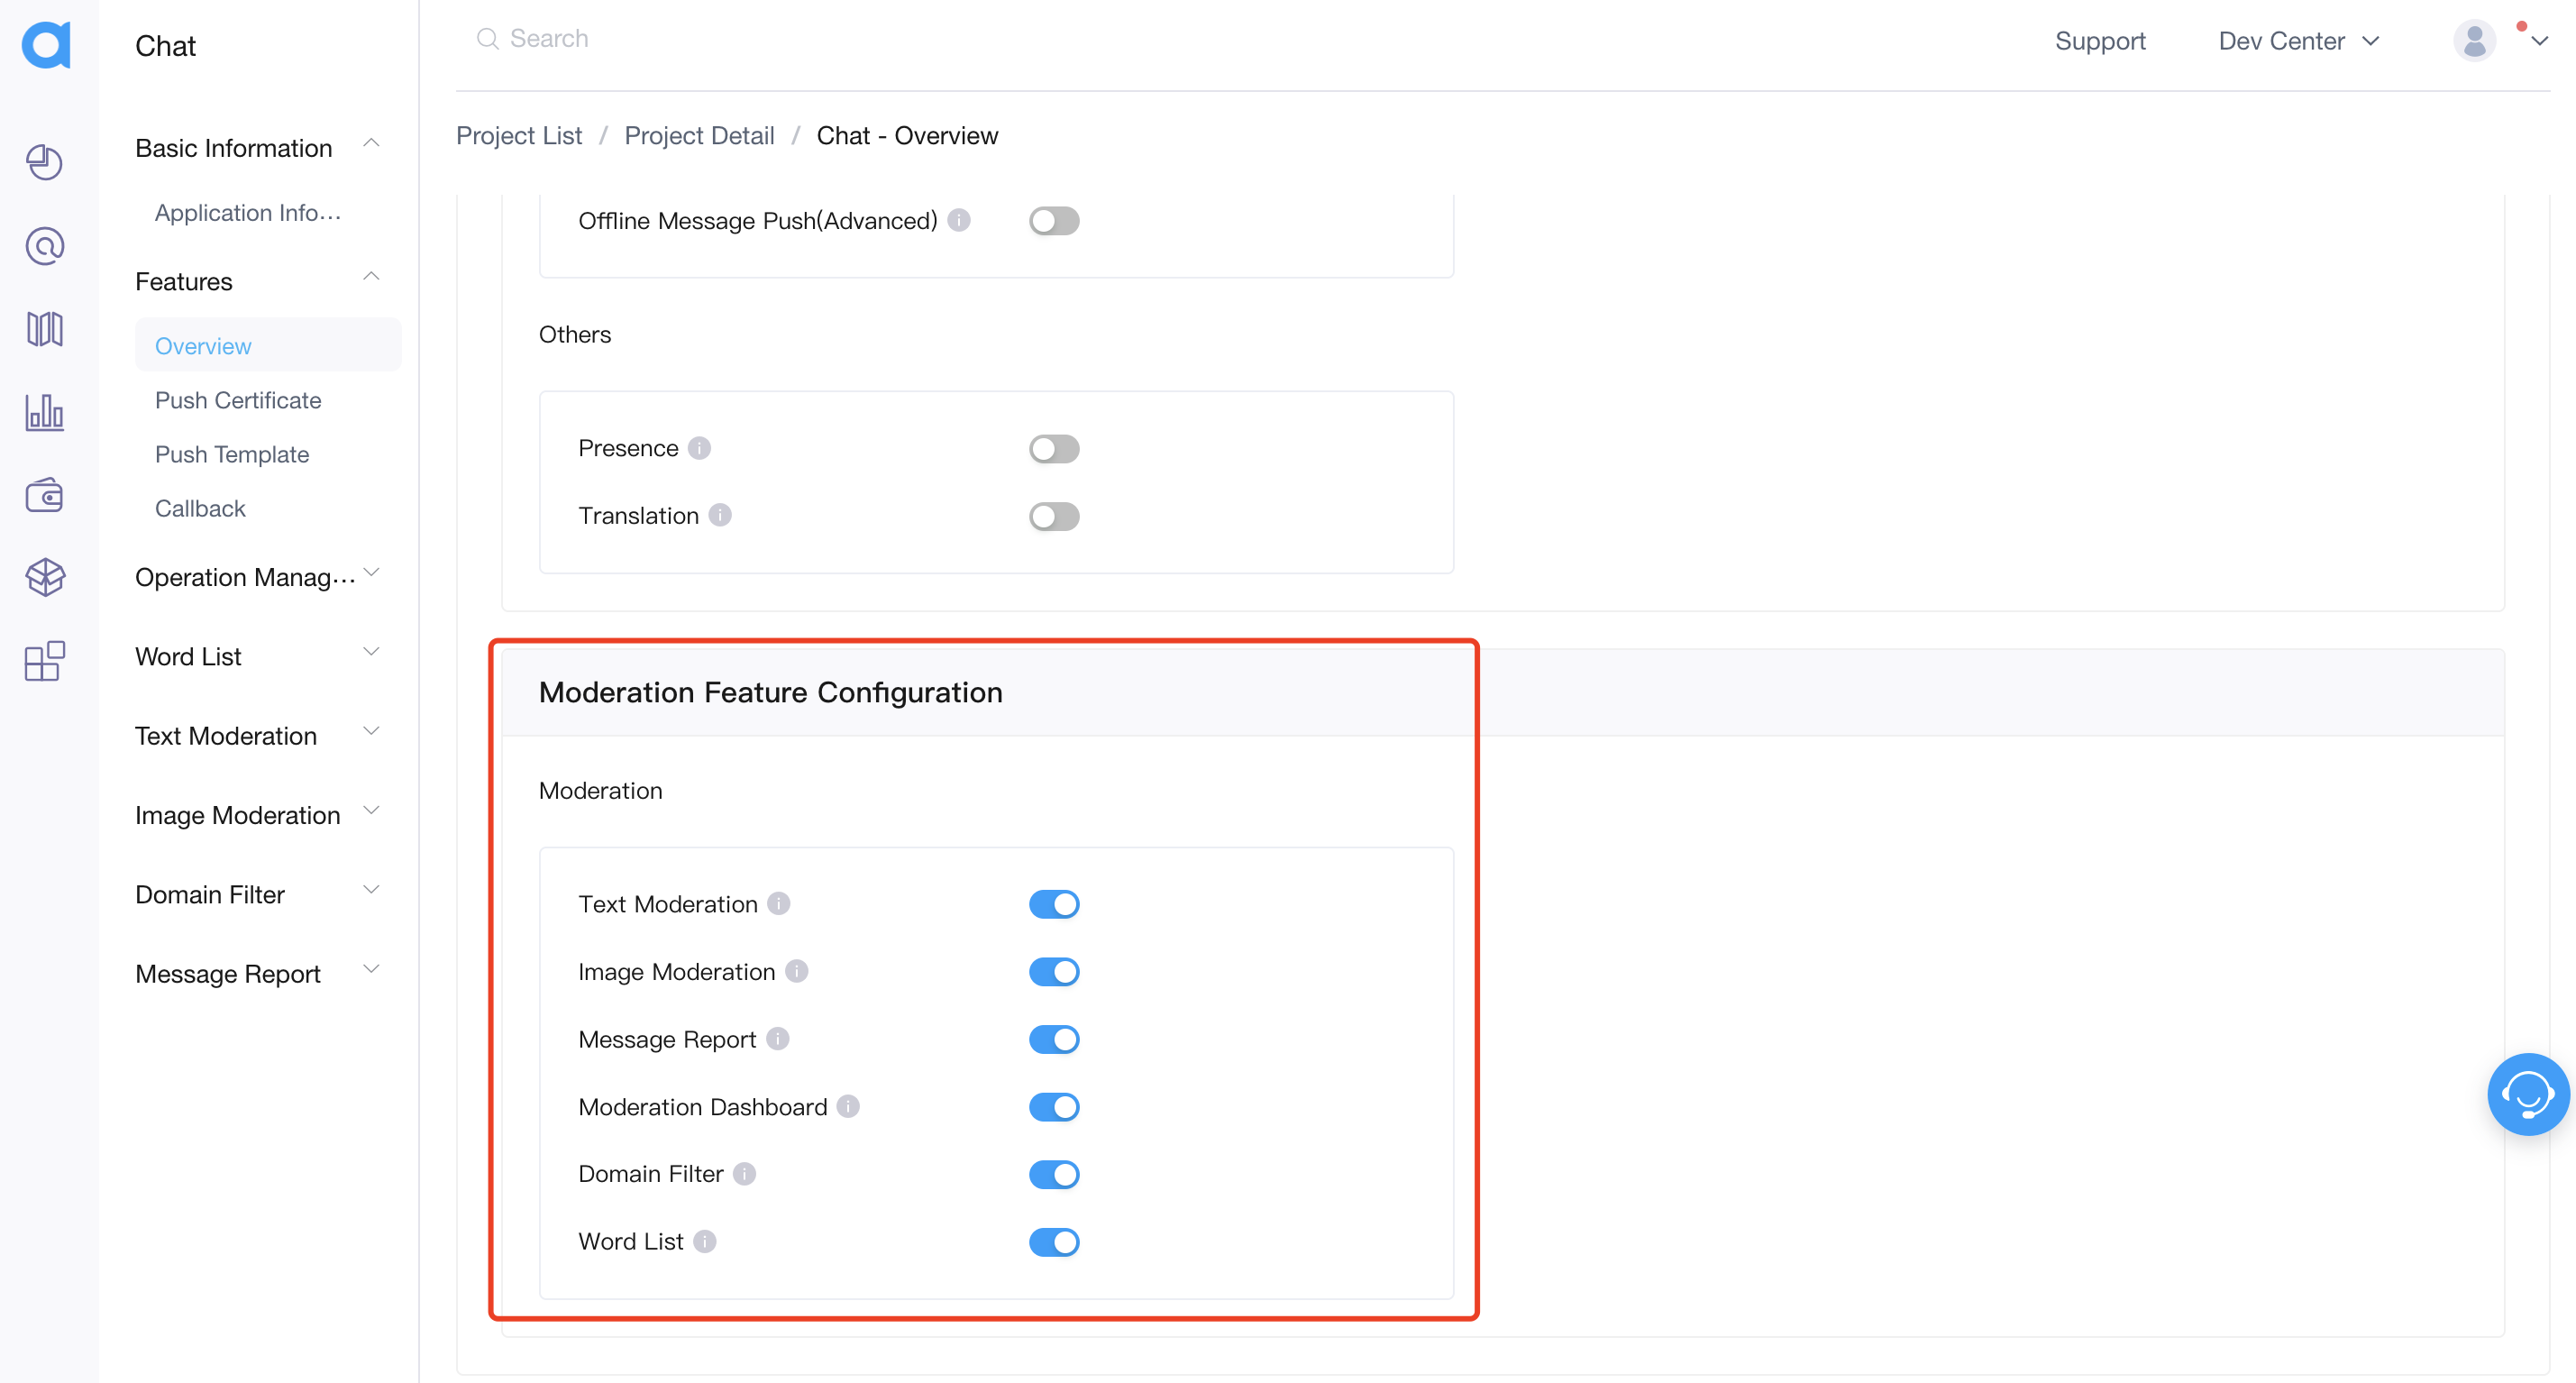 Chat
Search
Support
Dev Center
Project List / Project Detail / Chat - Overview
Basic Information
Application Info...
Features
Overview
Push Certificate
Push Template
Callback
Operation Manag...
Word List
Text Moderation
Image Moderation
Domain Filter
Message Report
Offline Message Push(Advanced)
Others
Presence
Translation
Moderation Feature Configuration
Moderation
Text Moderation
Image Moderation
Message Report
Moderation Dashboard
Domain Filter
Word List